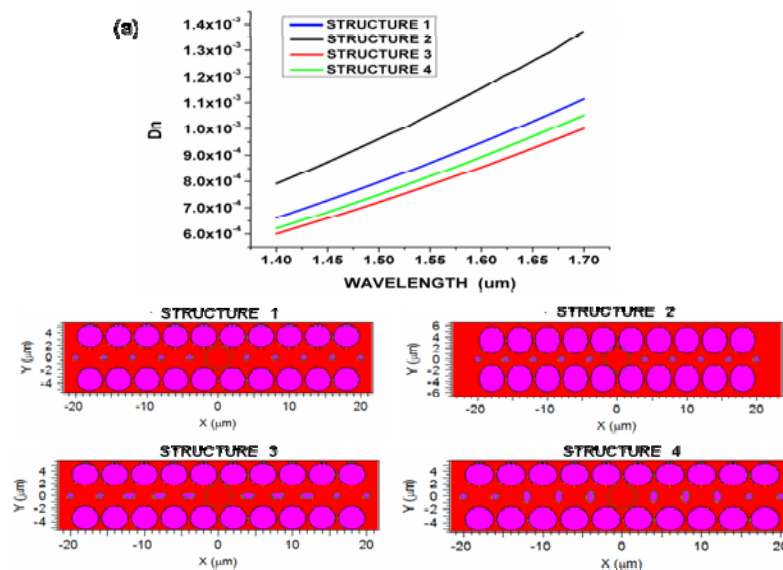 (a)
STRUCTURE 1
STRUCTURE 2
STRUCTURE 3
STRUCTURE 4
1.4x10⁻³
1.3x10⁻³
1.2x10⁻³
1.1x10⁻³
1.0x10⁻³
9.0x10⁻⁴
8.0x10⁻⁴
7.0x10⁻⁴
6.0x10⁻⁴
Dn
1.40 1.45 1.50 1.55 1.60 1.65 1.70
WAVELENGTH (um)
STRUCTURE 1
Y (μm)
4
2
0
-2
-4
-20 -10 0 10 20
X (μm)
STRUCTURE 2
Y (μm)
6
4
2
0
-2
-4
-6
-20 -10 0 10 20
X (μm)
STRUCTURE 3
Y (μm)
4
2
0
-2
-4
-20 -10 0 10 20
X (μm)
STRUCTURE 4
Y (μm)
4
2
0
-2
-4
-20 -10 0 10 20
X (μm)